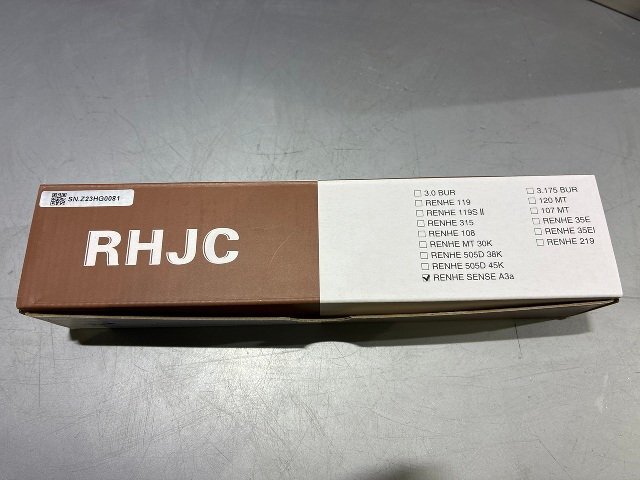 SN.Z23HG0081
RHJC
3.0 BUR
RENHE 119
RENHE 119S II
RENHE 315
RENHE 108
RENHE MT 30K
RENHE 505D 38K
RENHE 505D 45K
RENHE SENSE A3a
3.175 BUR
120 MT
107 MT
RENHE 35E
RENHE 35EI
RENHE 219